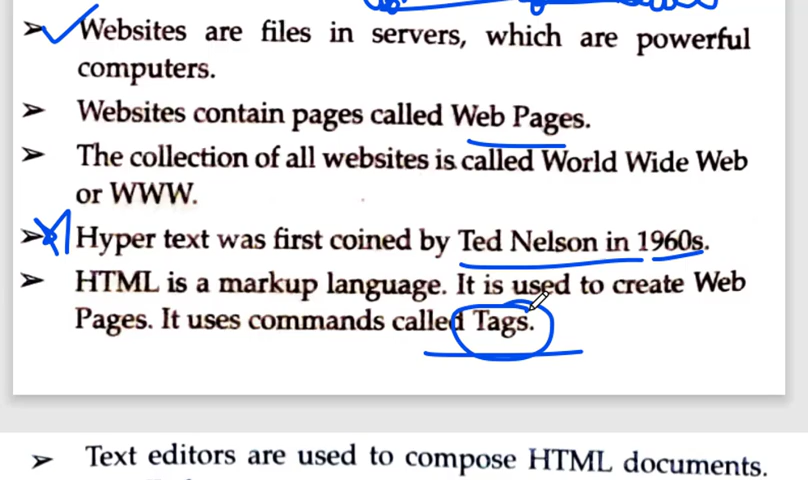 ➢ Websites are files in servers, which are powerful
computers.
➢ Websites contain pages called Web Pages.
➢ The collection of all websites is called World Wide Web
or WWW.
➢ Hyper text was first coined by Ted Nelson in 1960s.
➢ HTML is a markup language. It is used to create Web
Pages. It uses commands called Tags.
➢ Text editors are used to compose HTML documents.